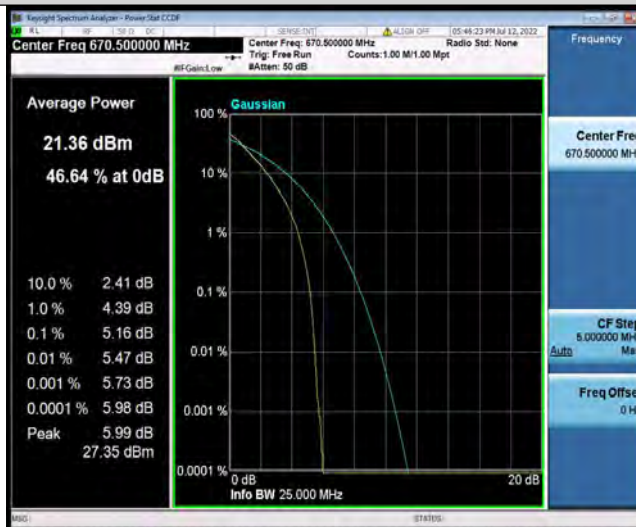 Keysight Spectrum Analyzer - Power Stat CCDF
RL RF 50 Ω DC SENSE:INT ALIGN OFF 05:46:23 PM Jul 12, 2022
Center Freq 670.500000 MHz
Center Freq: 670.500000 MHz Radio Std: None
Trig: Free Run Counts:1.00 M/1.00 Mpt
#IFGain:Low #Atten: 50 dB
Frequency
Average Power
21.36 dBm
46.64 % at 0dB
10.0 % 2.41 dB
1.0 % 4.39 dB
0.1 % 5.16 dB
0.01 % 5.47 dB
0.001 % 5.73 dB
0.0001 % 5.98 dB
Peak 5.99 dB
27.35 dBm
Gaussian
100 %
10 %
1 %
0.1 %
0.01 %
0.001 %
0.0001 %
0 dB 20 dB
Info BW 25.000 MHz
Center Fre
670.500000 MH
CF Step
5.000000 MH
Auto Ma
Freq Offse
0 H
MSG STATUS